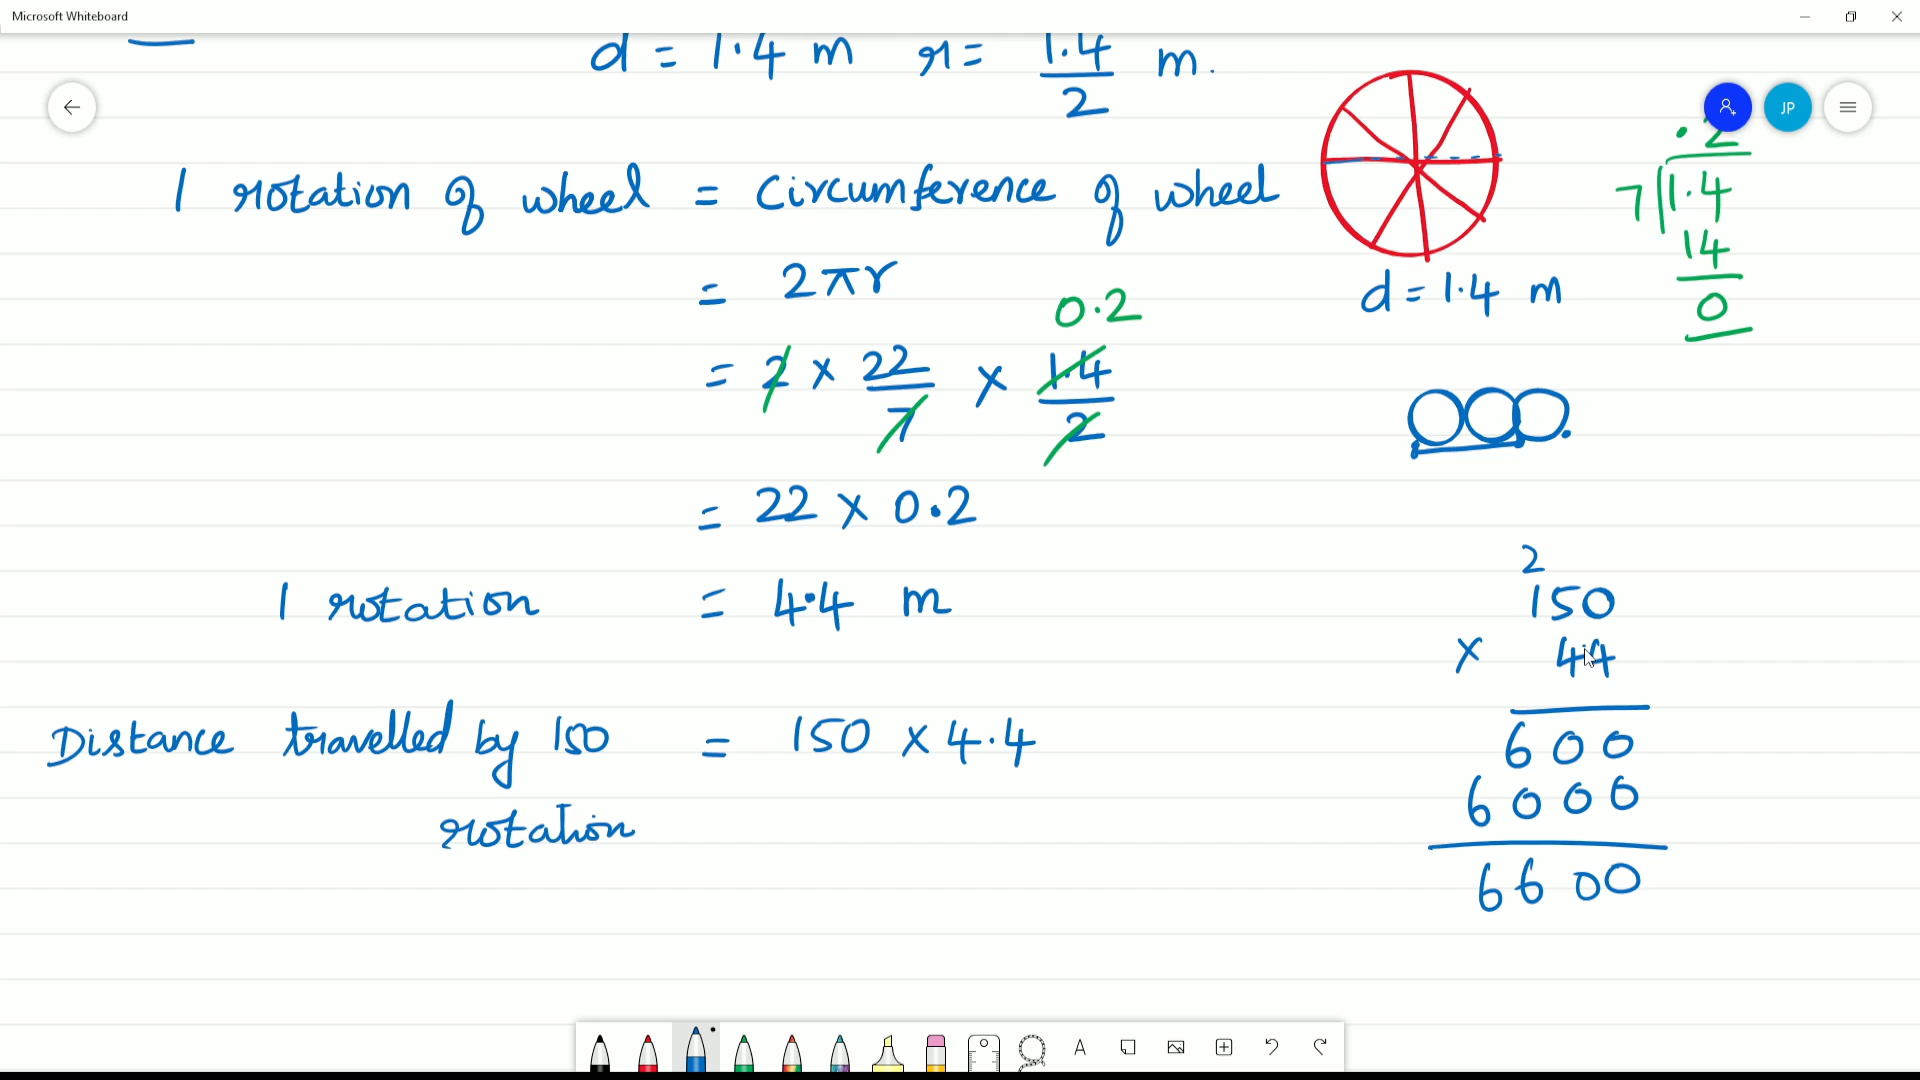 Microsoft Whiteboard
d = 1.4 m r = 1.4/2 m.
JP
1 rotation of wheel = Circumference of wheel
= 2πr
d = 1.4 m
0.2
= 2 × 22/7 × 1.4/2
= 22 × 0.2
1 rotation = 4.4 m
Distance travelled by 150 = 150 × 4.4
rotation
.2
7 1.4
14
0
2
150
× 44
600
6000
6600
A